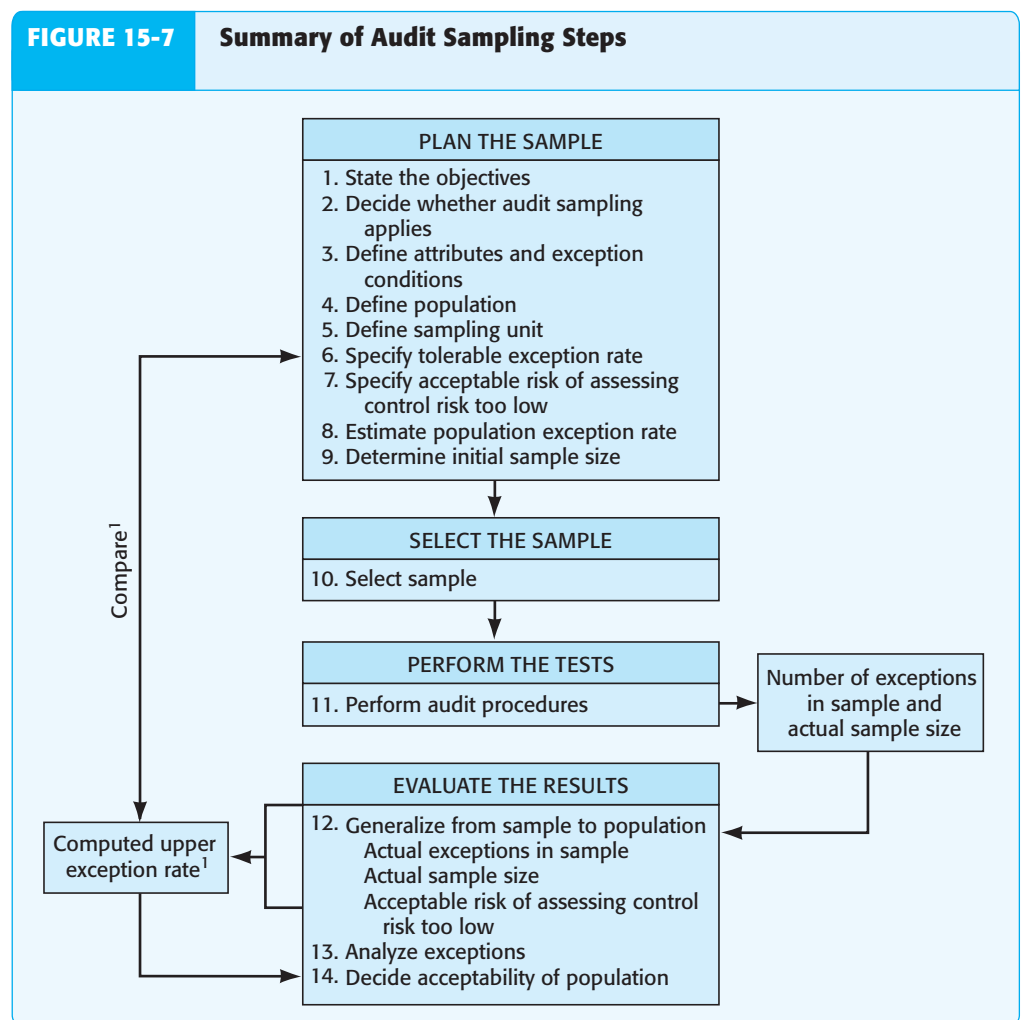 FIGURE 15-7
Summary of Audit Sampling Steps
PLAN THE SAMPLE
1. State the objectives
2. Decide whether audit sampling
applies
3. Define attributes and exception
conditions
4. Define population
5. Define sampling unit
6. Specify tolerable exception rate
7. Specify acceptable risk of assessing
control risk too low
8. Estimate population exception rate
9. Determine initial sample size
Compare¹
SELECT THE SAMPLE
10. Select sample
PERFORM THE TESTS
11. Perform audit procedures
Number of exceptions
in sample and
actual sample size
EVALUATE THE RESULTS
12. Generalize from sample to population
Actual exceptions in sample
Actual sample size
Acceptable risk of assessing control
risk too low
13. Analyze exceptions
14. Decide acceptability of population
Computed upper
exception rate¹